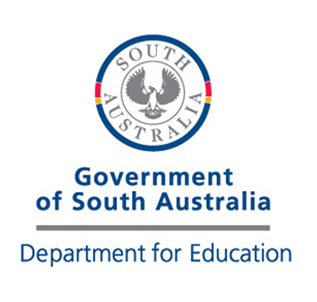 SOUTH
AUSTRALIA
Government
of South Australia
Department for Education